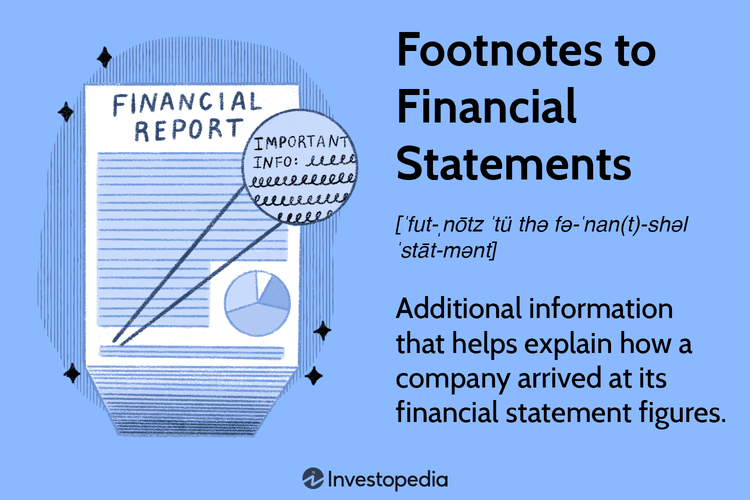 FINANCIAL
REPORT
IMPORTANT
INFO:
Footnotes to
Financial
Statements
[ˈfut-ˌnōtz ˈtü thə fə-ˈnan(t)-shəl
ˈstāt-mənt]
Additional information
that helps explain how a
company arrived at its
financial statement figures.
Investopedia